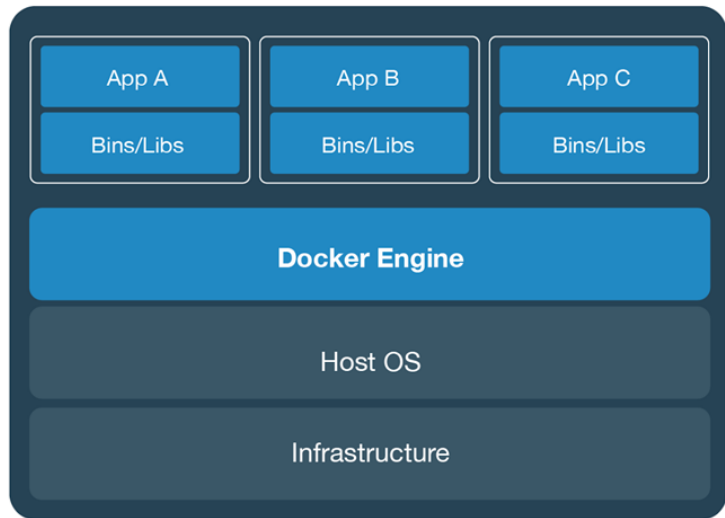 App A
App B
App C
Bins/Libs
Bins/Libs
Bins/Libs
Docker Engine
Host OS
Infrastructure